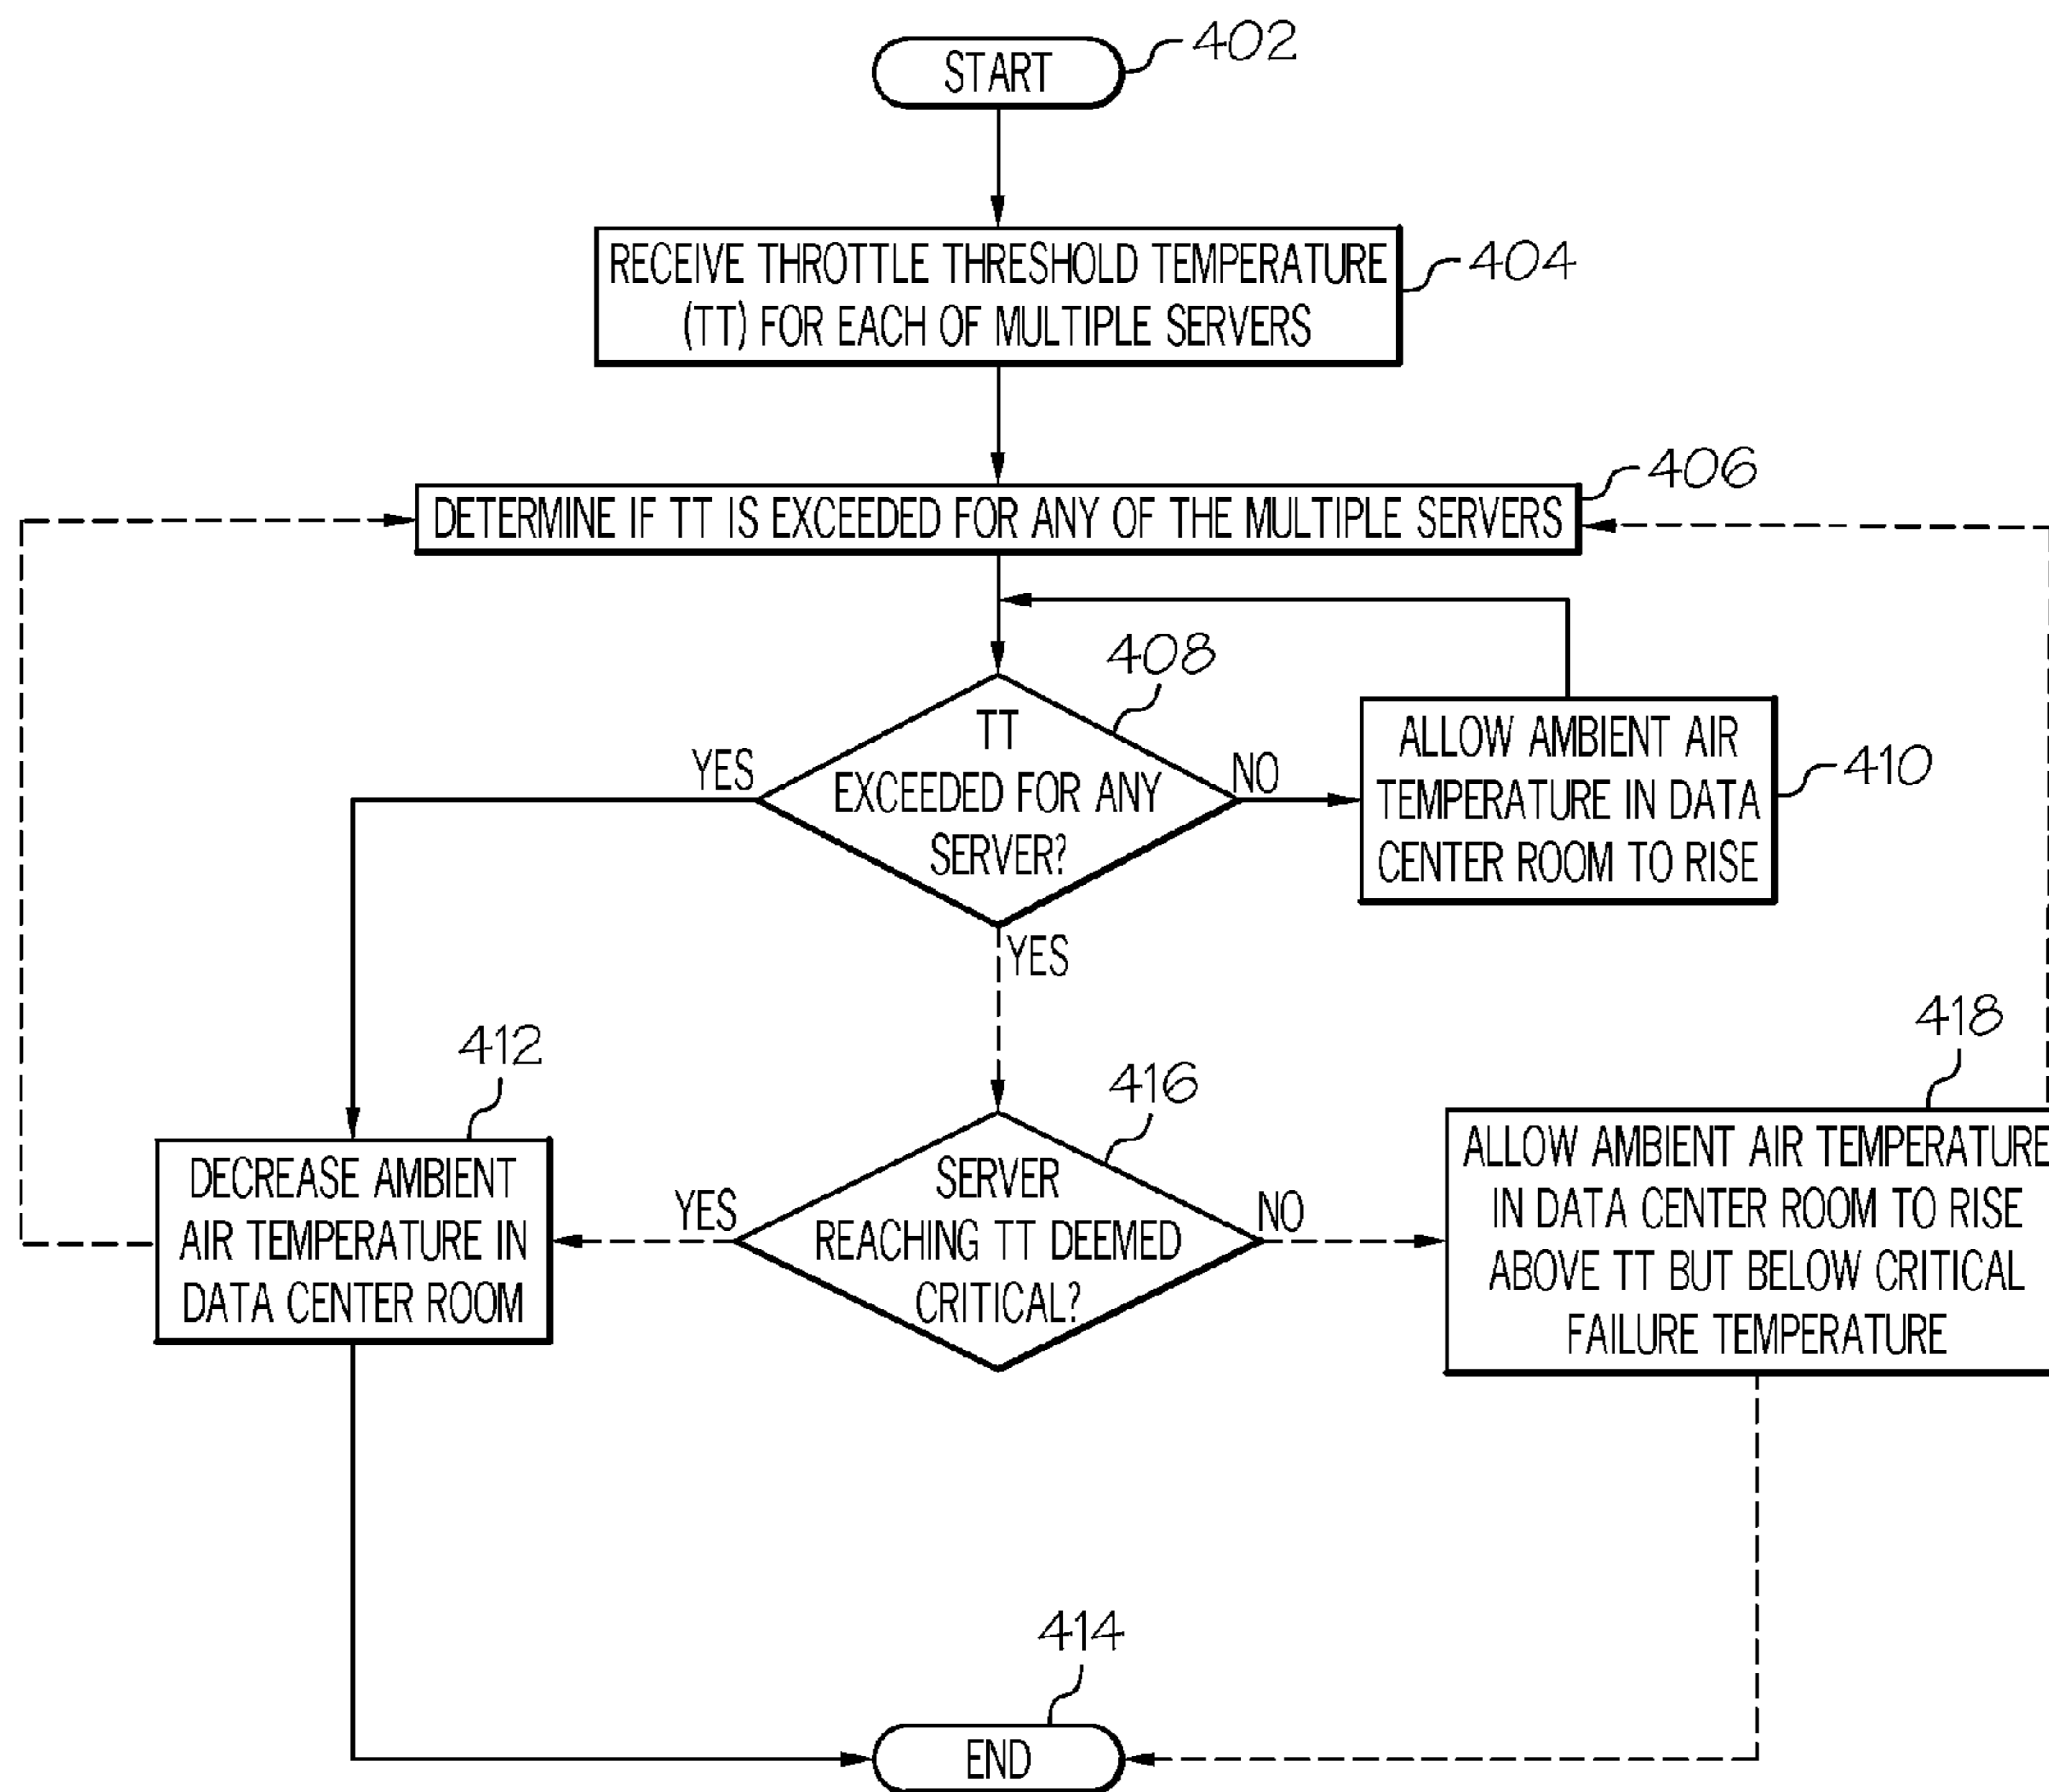 START
402
RECEIVE THROTTLE THRESHOLD TEMPERATURE
(TT) FOR EACH OF MULTIPLE SERVERS
404
DETERMINE IF TT IS EXCEEDED FOR ANY OF THE MULTIPLE SERVERS
406
408
TT
EXCEEDED FOR ANY
SERVER?
YES
NO
YES
ALLOW AMBIENT AIR
TEMPERATURE IN DATA
CENTER ROOM TO RISE
410
412
DECREASE AMBIENT
AIR TEMPERATURE IN
DATA CENTER ROOM
416
SERVER
REACHING TT DEEMED
CRITICAL?
YES
NO
418
ALLOW AMBIENT AIR TEMPERATURE
IN DATA CENTER ROOM TO RISE
ABOVE TT BUT BELOW CRITICAL
FAILURE TEMPERATURE
414
END